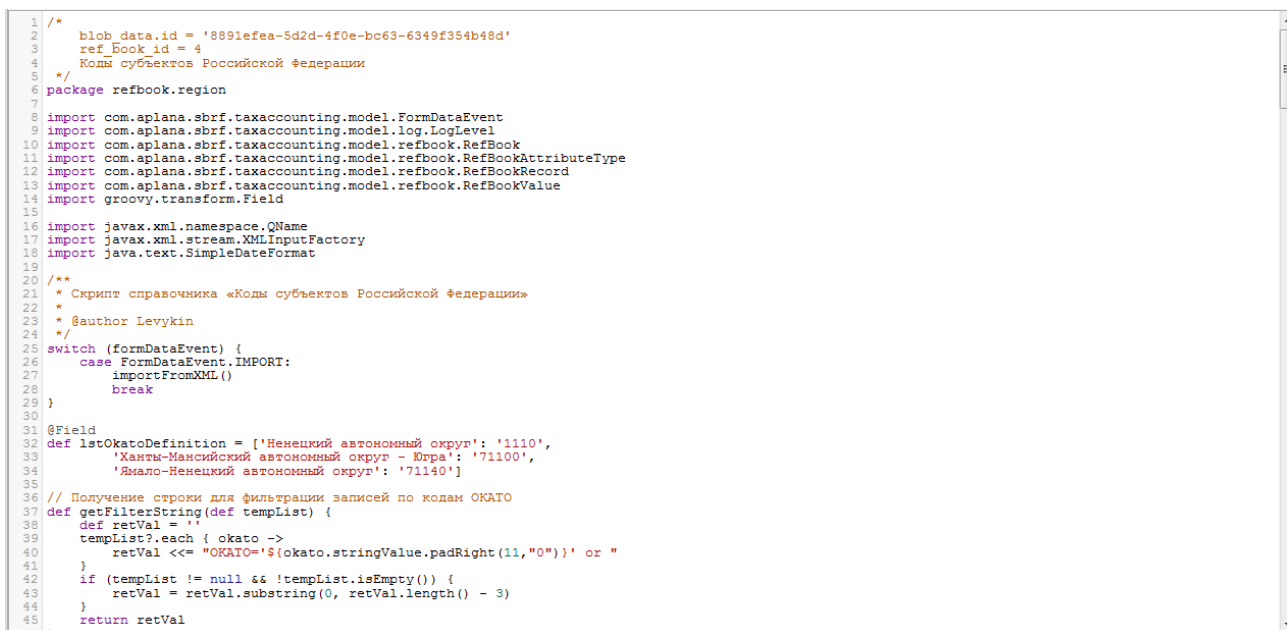 1 /*
2     blob_data.id = '8891efea-5d2d-4f0e-bc63-6349f354b48d'
3     ref_book_id = 4
4     Коды субъектов Российской Федерации
5  */
6 package refbook.region
7
8 import com.aplana.sbrf.taxaccounting.model.FormDataEvent
9 import com.aplana.sbrf.taxaccounting.model.log.LogLevel
10 import com.aplana.sbrf.taxaccounting.model.refbook.RefBook
11 import com.aplana.sbrf.taxaccounting.model.refbook.RefBookAttributeType
12 import com.aplana.sbrf.taxaccounting.model.refbook.RefBookRecord
13 import com.aplana.sbrf.taxaccounting.model.refbook.RefBookValue
14 import groovy.transform.Field
15
16 import javax.xml.namespace.QName
17 import javax.xml.stream.XMLInputFactory
18 import java.text.SimpleDateFormat
19
20 /**
21  * Скрипт справочника «Коды субъектов Российской Федерации»
22  *
23  * @author Levykin
24  */
25 switch (formDataEvent) {
26     case FormDataEvent.IMPORT:
27         importFromXML()
28         break
29 }
30
31 @Field
32 def lstOkatoDefinition = ['Ненецкий автономный округ': '1110',
33         'Ханты-Мансийский автономный округ - Югра': '71100',
34         'Ямало-Ненецкий автономный округ': '71140']
35
36 // Получение строки для фильтрации записей по кодам ОКАТО
37 def getFilterString(def tempList) {
38     def retVal = ''
39     tempList?.each { okato ->
40         retVal <<= "OKATO='${okato.stringValue.padRight(11,"0")}' or "
41     }
42     if (tempList != null && !tempList.isEmpty()) {
43         retVal = retVal.substring(0, retVal.length() - 3)
44     }
45     return retVal